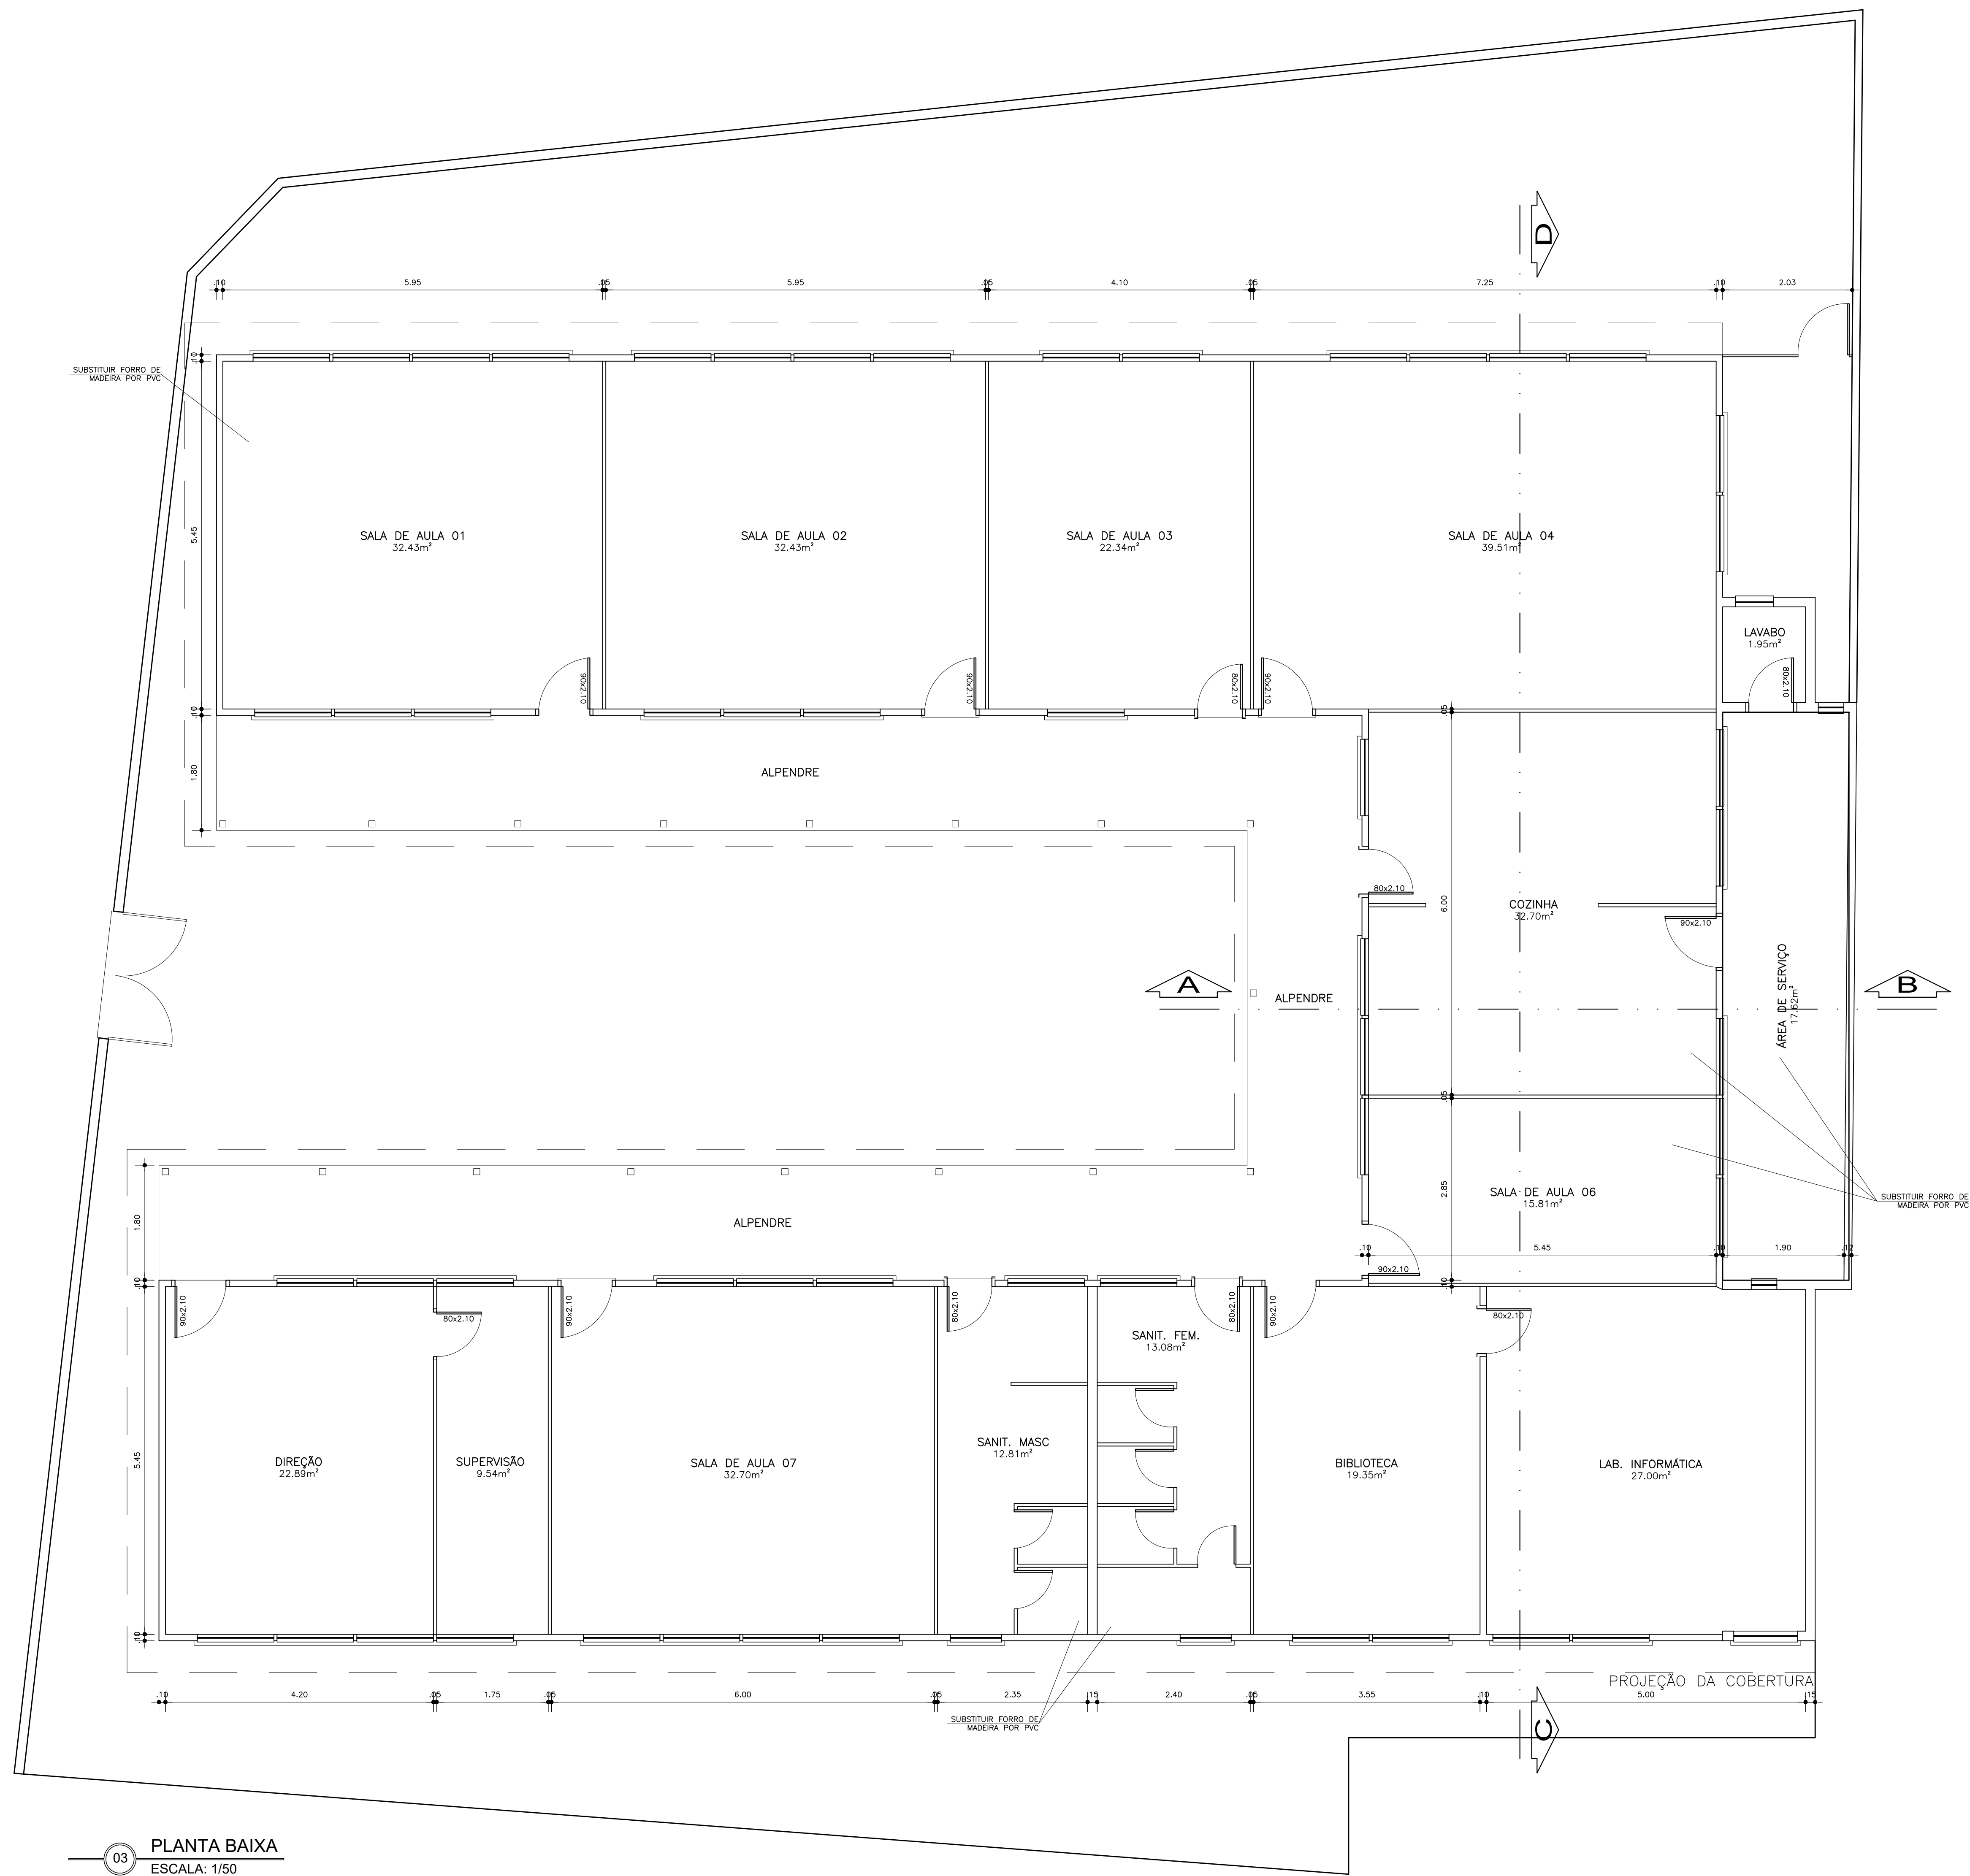 D
.10
5.95
.05
5.95
.05
4.10
.05
7.25
.10
2.03
SUBSTITUIR FORRO DE
MADEIRA POR PVC
.10
5.45
.10
1.80
SALA DE AULA 01
32.43m²
SALA DE AULA 02
32.43m²
SALA DE AULA 03
22.34m²
SALA DE AULA 04
39.51m²
LAVABO
1.95m²
80x2.10
90x2.10
90x2.10
80x2.10
90x2.10
ALPENDRE
.05
6.00
.05
2.85
.10
80x2.10
COZINHA
32.70m²
90x2.10
ÁREA DE SERVIÇO
17.62m²
A
ALPENDRE
B
SALA DE AULA 06
15.81m²
SUBSTITUIR FORRO DE
MADEIRA POR PVC
.10
5.45
.10
1.90
.12
90x2.10
1.80
.10
5.45
.10
ALPENDRE
90x2.10
80x2.10
90x2.10
80x2.10
80x2.10
90x2.10
80x2.10
SANIT. FEM.
13.08m²
DIREÇÃO
22.89m²
SUPERVISÃO
9.54m²
SALA DE AULA 07
32.70m²
SANIT. MASC
12.81m²
BIBLIOTECA
19.35m²
LAB. INFORMÁTICA
27.00m²
PROJEÇÃO DA COBERTURA
.10
4.20
.05
1.75
.05
6.00
.05
2.35
.15
2.40
.05
3.55
.10
5.00
.15
SUBSTITUIR FORRO DE
MADEIRA POR PVC
C
03
PLANTA BAIXA
ESCALA: 1/50